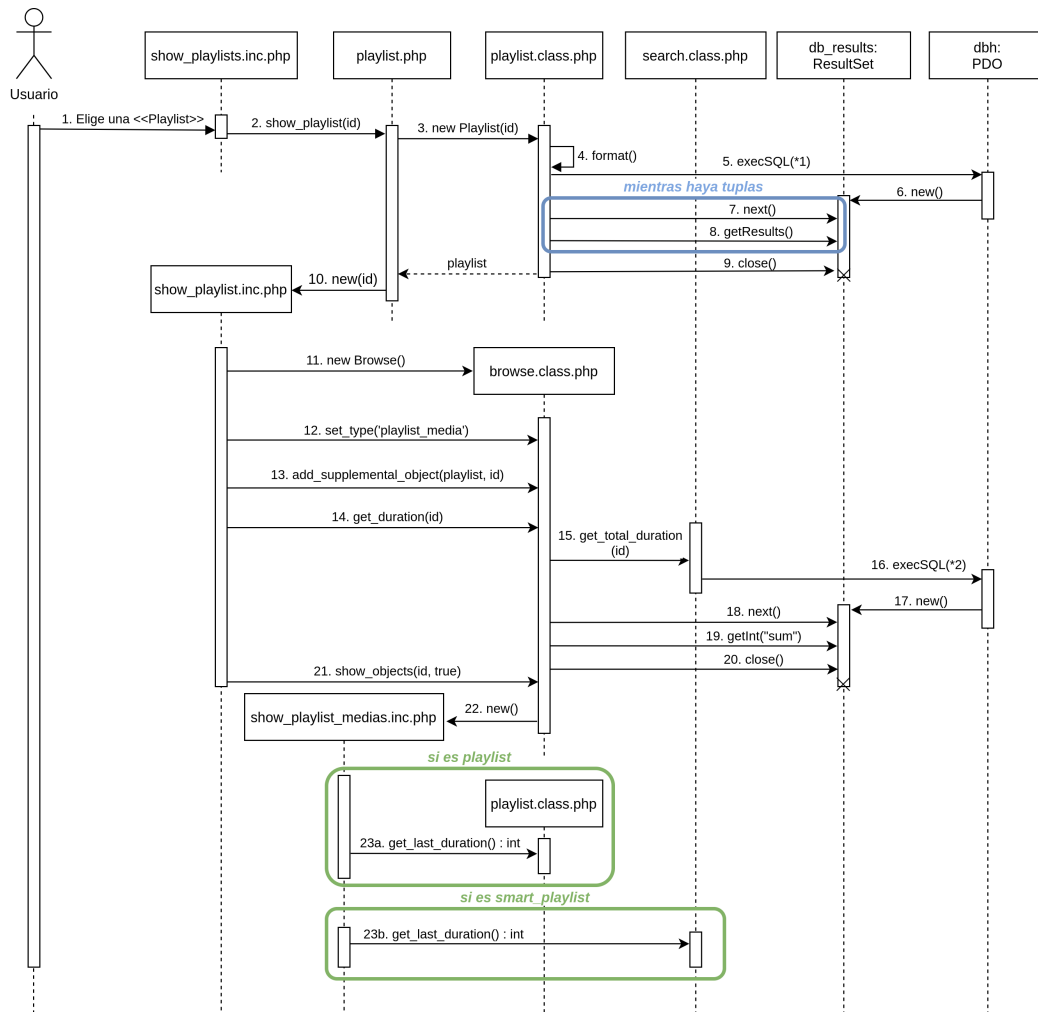 Usuario
show_playlists.inc.php
playlist.php
playlist.class.php
search.class.php
db_results:
ResultSet
dbh:
PDO
1. Elige una <<Playlist>>
2. show_playlist(id)
3. new Playlist(id)
4. format()
5. execSQL(*1)
mientras haya tuplas
6. new()
7. next()
8. getResults()
playlist
9. close()
10. new(id)
show_playlist.inc.php
11. new Browse()
browse.class.php
12. set_type('playlist_media')
13. add_supplemental_object(playlist, id)
14. get_duration(id)
15. get_total_duration
(id)
16. execSQL(*2)
17. new()
18. next()
19. getInt("sum")
20. close()
21. show_objects(id, true)
22. new()
show_playlist_medias.inc.php
si es playlist
playlist.class.php
23a. get_last_duration() : int
si es smart_playlist
23b. get_last_duration() : int